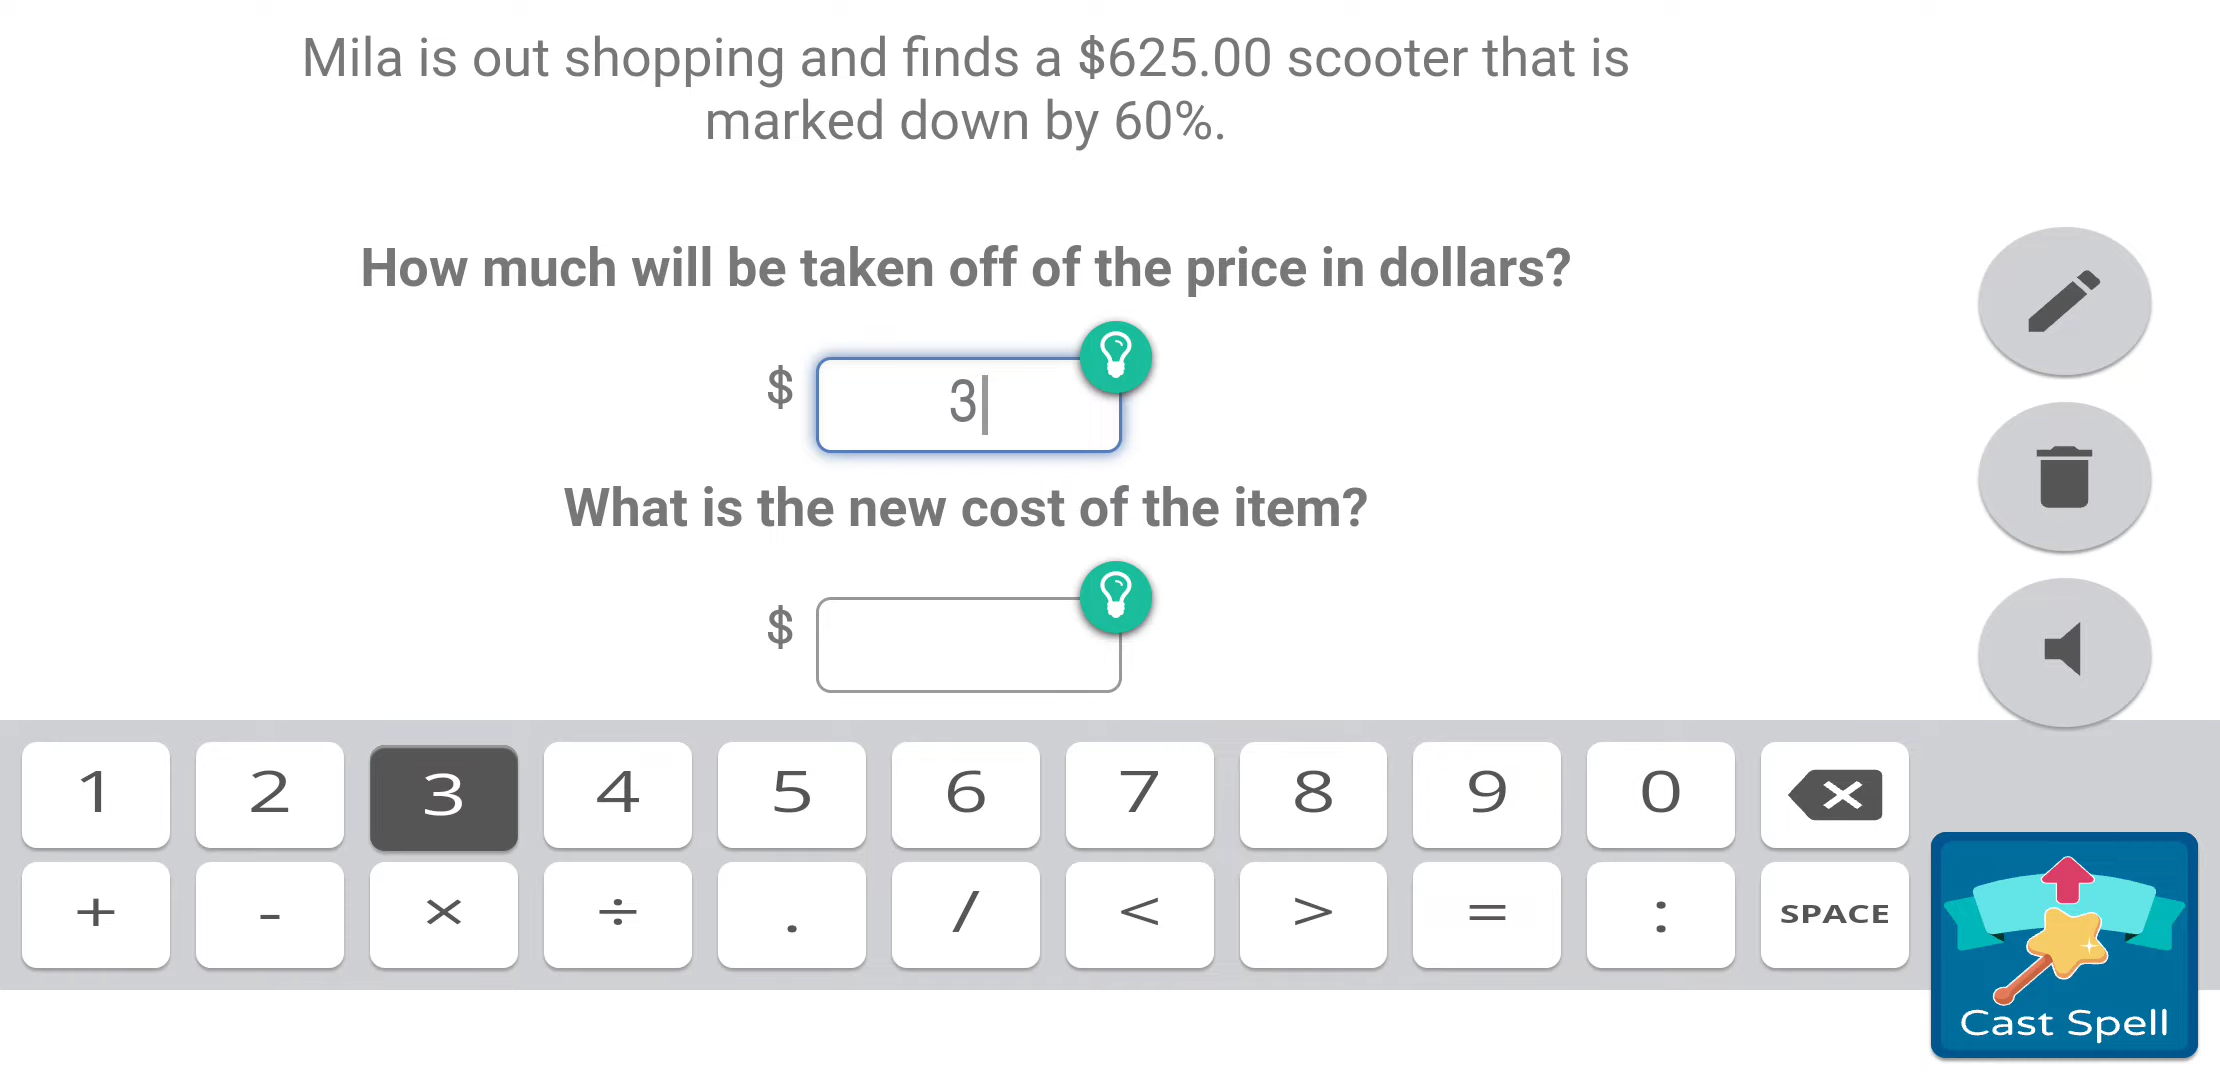 Mila is out shopping and finds a $625.00 scooter that is
marked down by 60%.
How much will be taken off of the price in dollars?
$ 3
What is the new cost of the item?
$
1 2 3 4 5 6 7 8 9 0
+ - × ÷ . / < > = : SPACE
Cast Spell